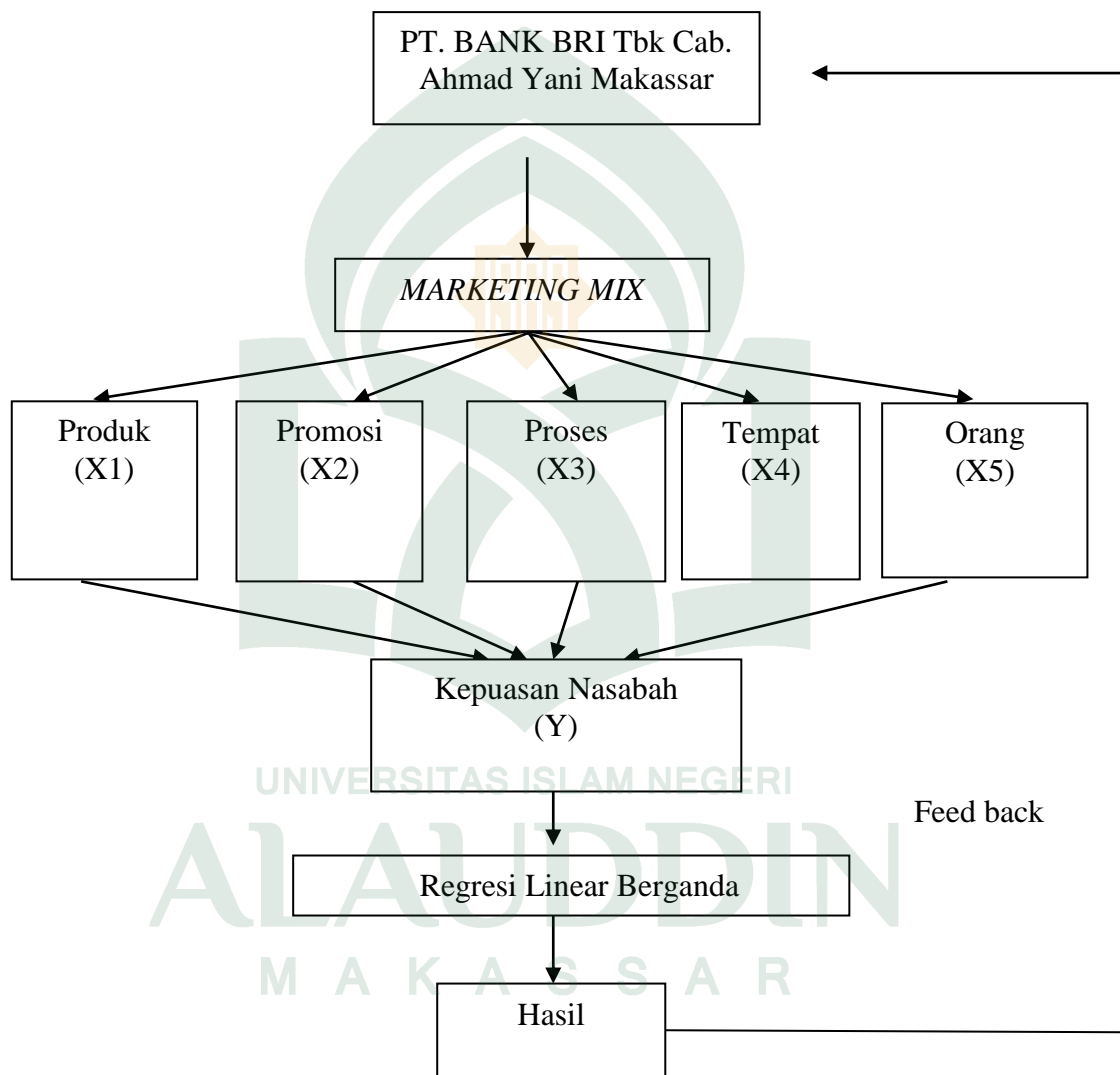 PT. BANK BRI Tbk Cab.
Ahmad Yani Makassar
MARKETING MIX
Produk
(X1)
Promosi
(X2)
Proses
(X3)
Tempat
(X4)
Orang
(X5)
Kepuasan Nasabah
(Y)
UNIVERSITAS ISLAM NEGERI
Feed back
ALAUDDIN
Regresi Linear Berganda
MAKASSAR
Hasil